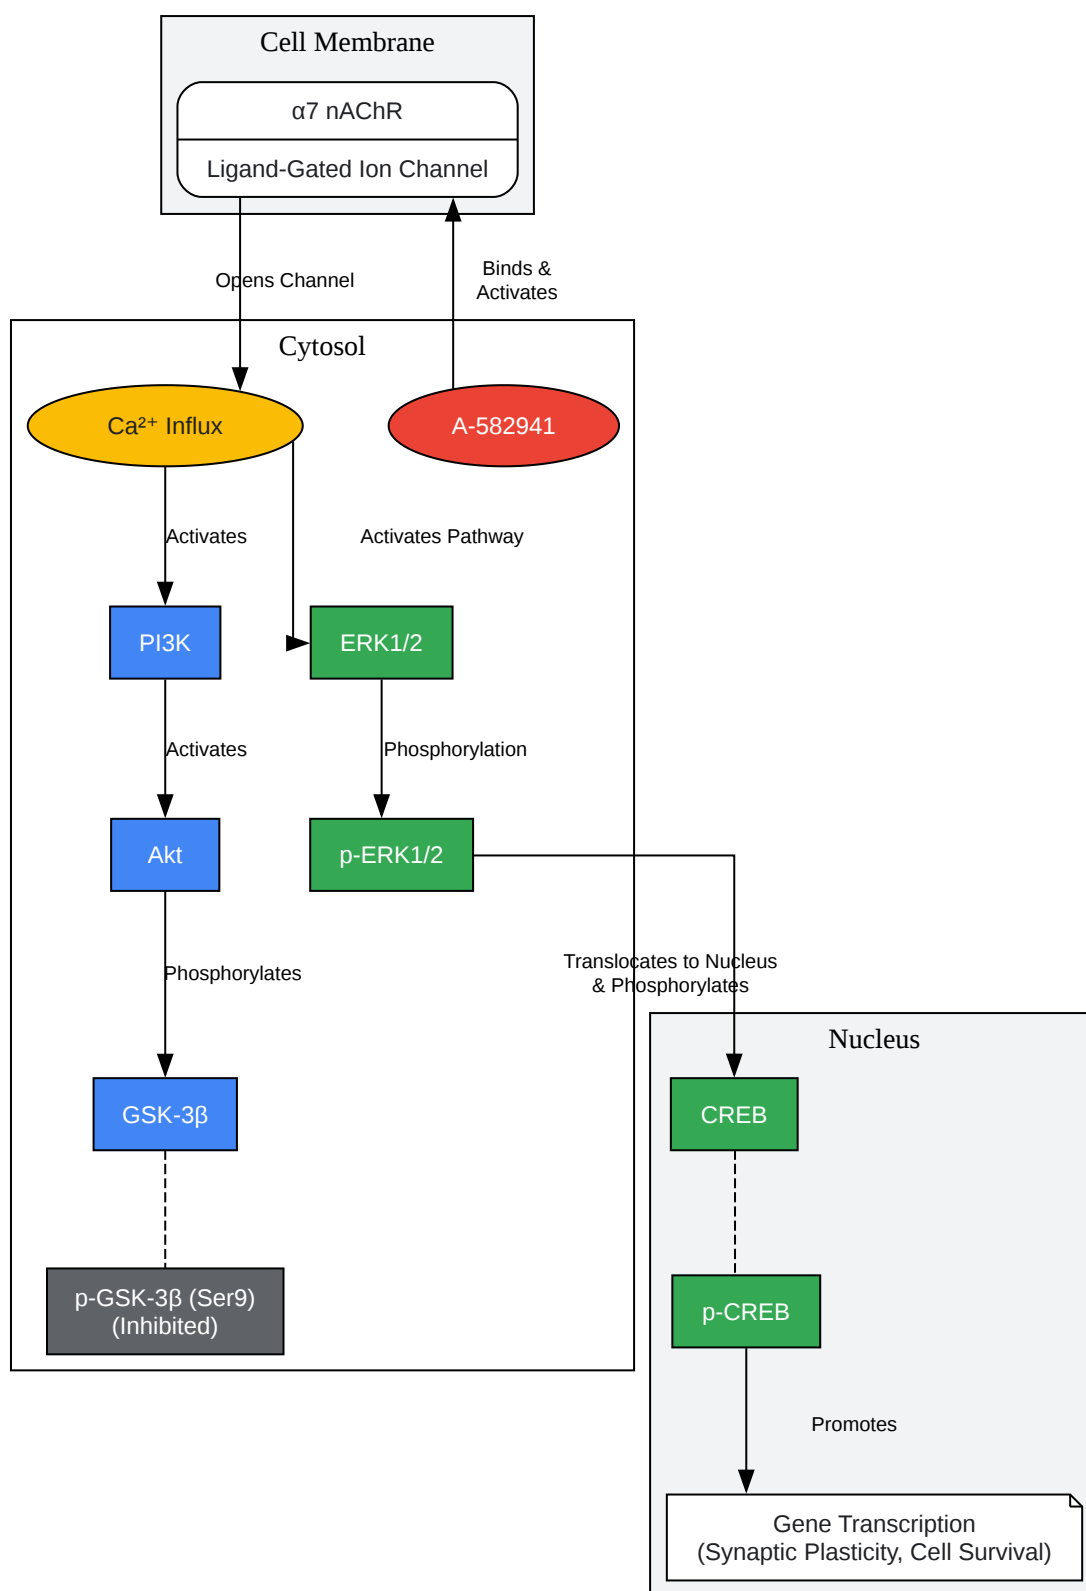 Cell Membrane
α7 nAChR
Ligand-Gated Ion Channel
Opens Channel
Binds &
Activates
Cytosol
Ca²⁺ Influx
A-582941
Activates
Activates Pathway
PI3K
ERK1/2
Activates
Phosphorylation
Akt
p-ERK1/2
Phosphorylates
Translocates to Nucleus
& Phosphorylates
Nucleus
GSK-3β
CREB
p-GSK-3β (Ser9)
(Inhibited)
p-CREB
Promotes
Gene Transcription
(Synaptic Plasticity, Cell Survival)